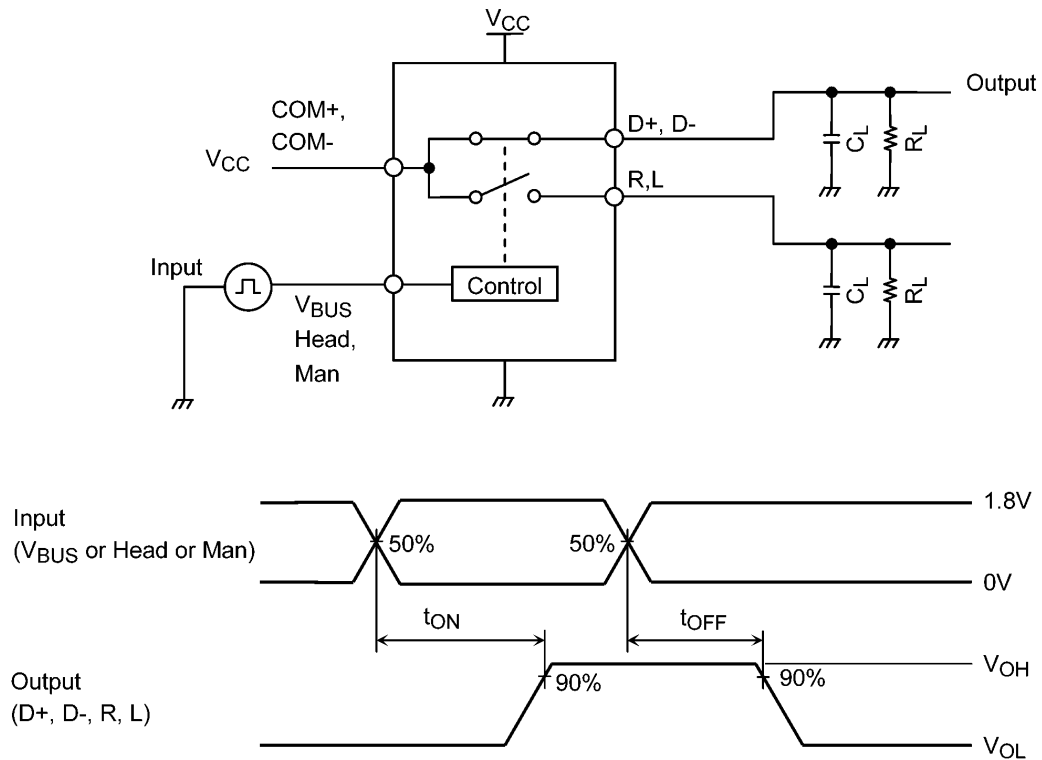 VCC
Output
COM+,
COM-
D+, D-
CL
RL
VCC
R,L
Input
Control
CL
RL
VBUS
Head,
Man
Input
(VBUS or Head or Man)
50%
50%
1.8V
0V
tON
tOFF
Output
(D+, D-, R, L)
90%
90%
VOH
VOL